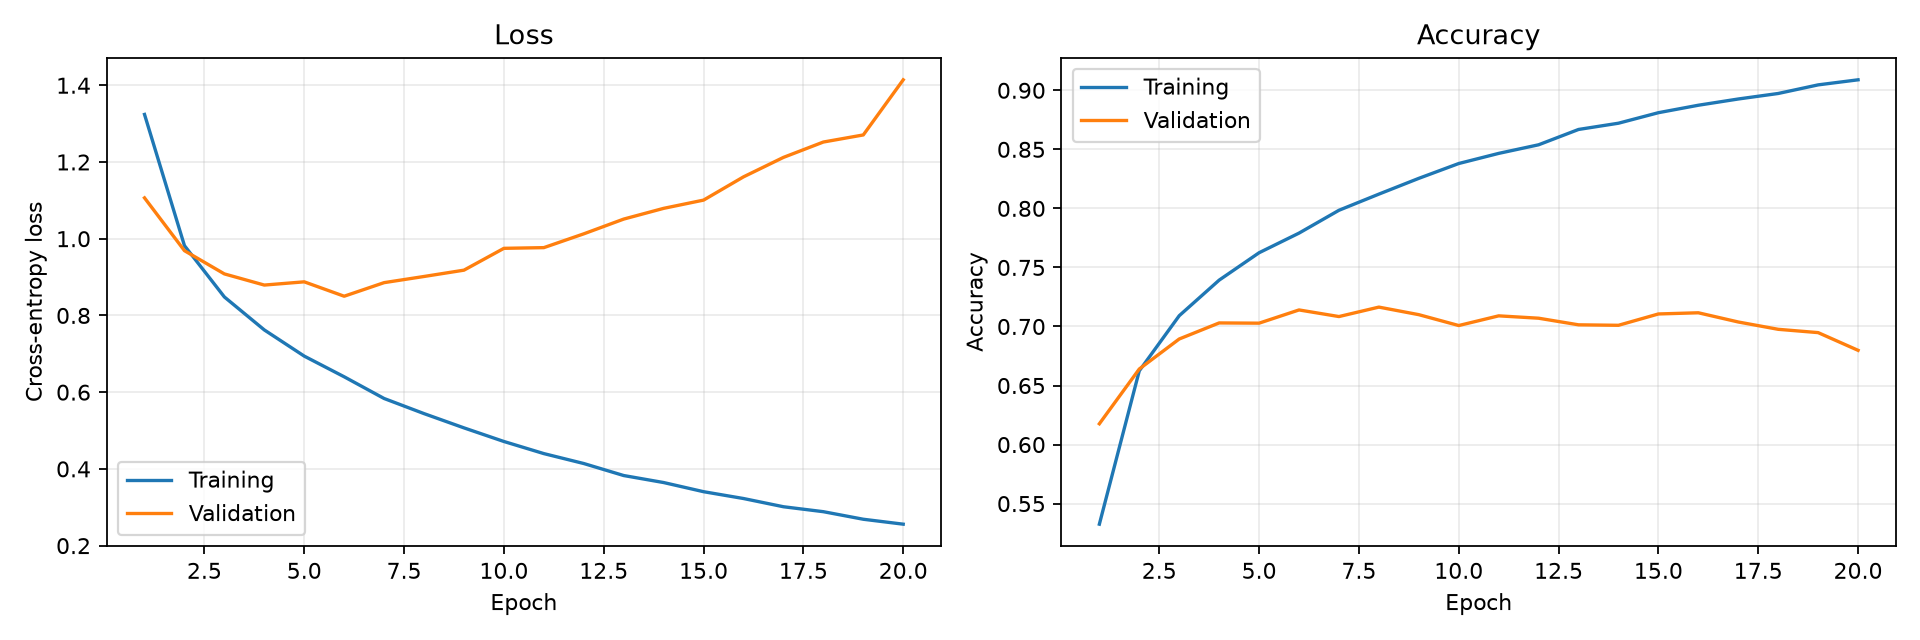 Loss
1.4
1.2
1.0
0.8
0.6
0.4
0.2
Cross-entropy loss
Training
Validation
2.5 5.0 7.5 10.0 12.5 15.0 17.5 20.0
Epoch
Accuracy
0.90
0.85
0.80
0.75
0.70
0.65
0.60
0.55
Accuracy
Training
Validation
2.5 5.0 7.5 10.0 12.5 15.0 17.5 20.0
Epoch